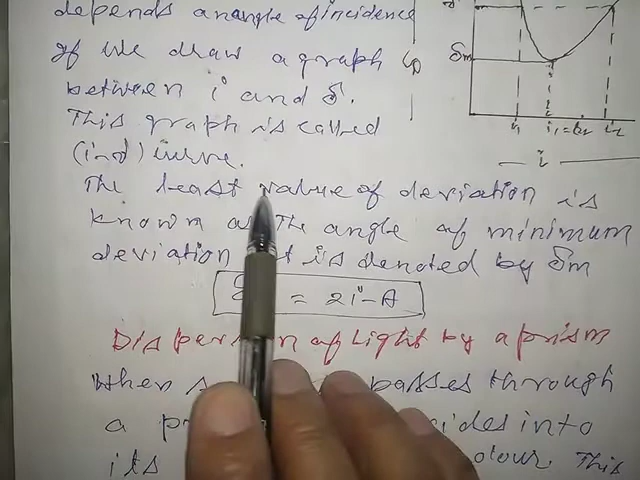 depends on angle of incidence
If we draw a graph
between i and δ.
This graph is called
(i-δ) curve.
The least value of deviation is
known as the angle of minimum
deviation. It is denoted by δm
= 2i - A
Dispersion of Light by a prism
When passes through
a into
its colour. This
δm
i₁
i₂
i